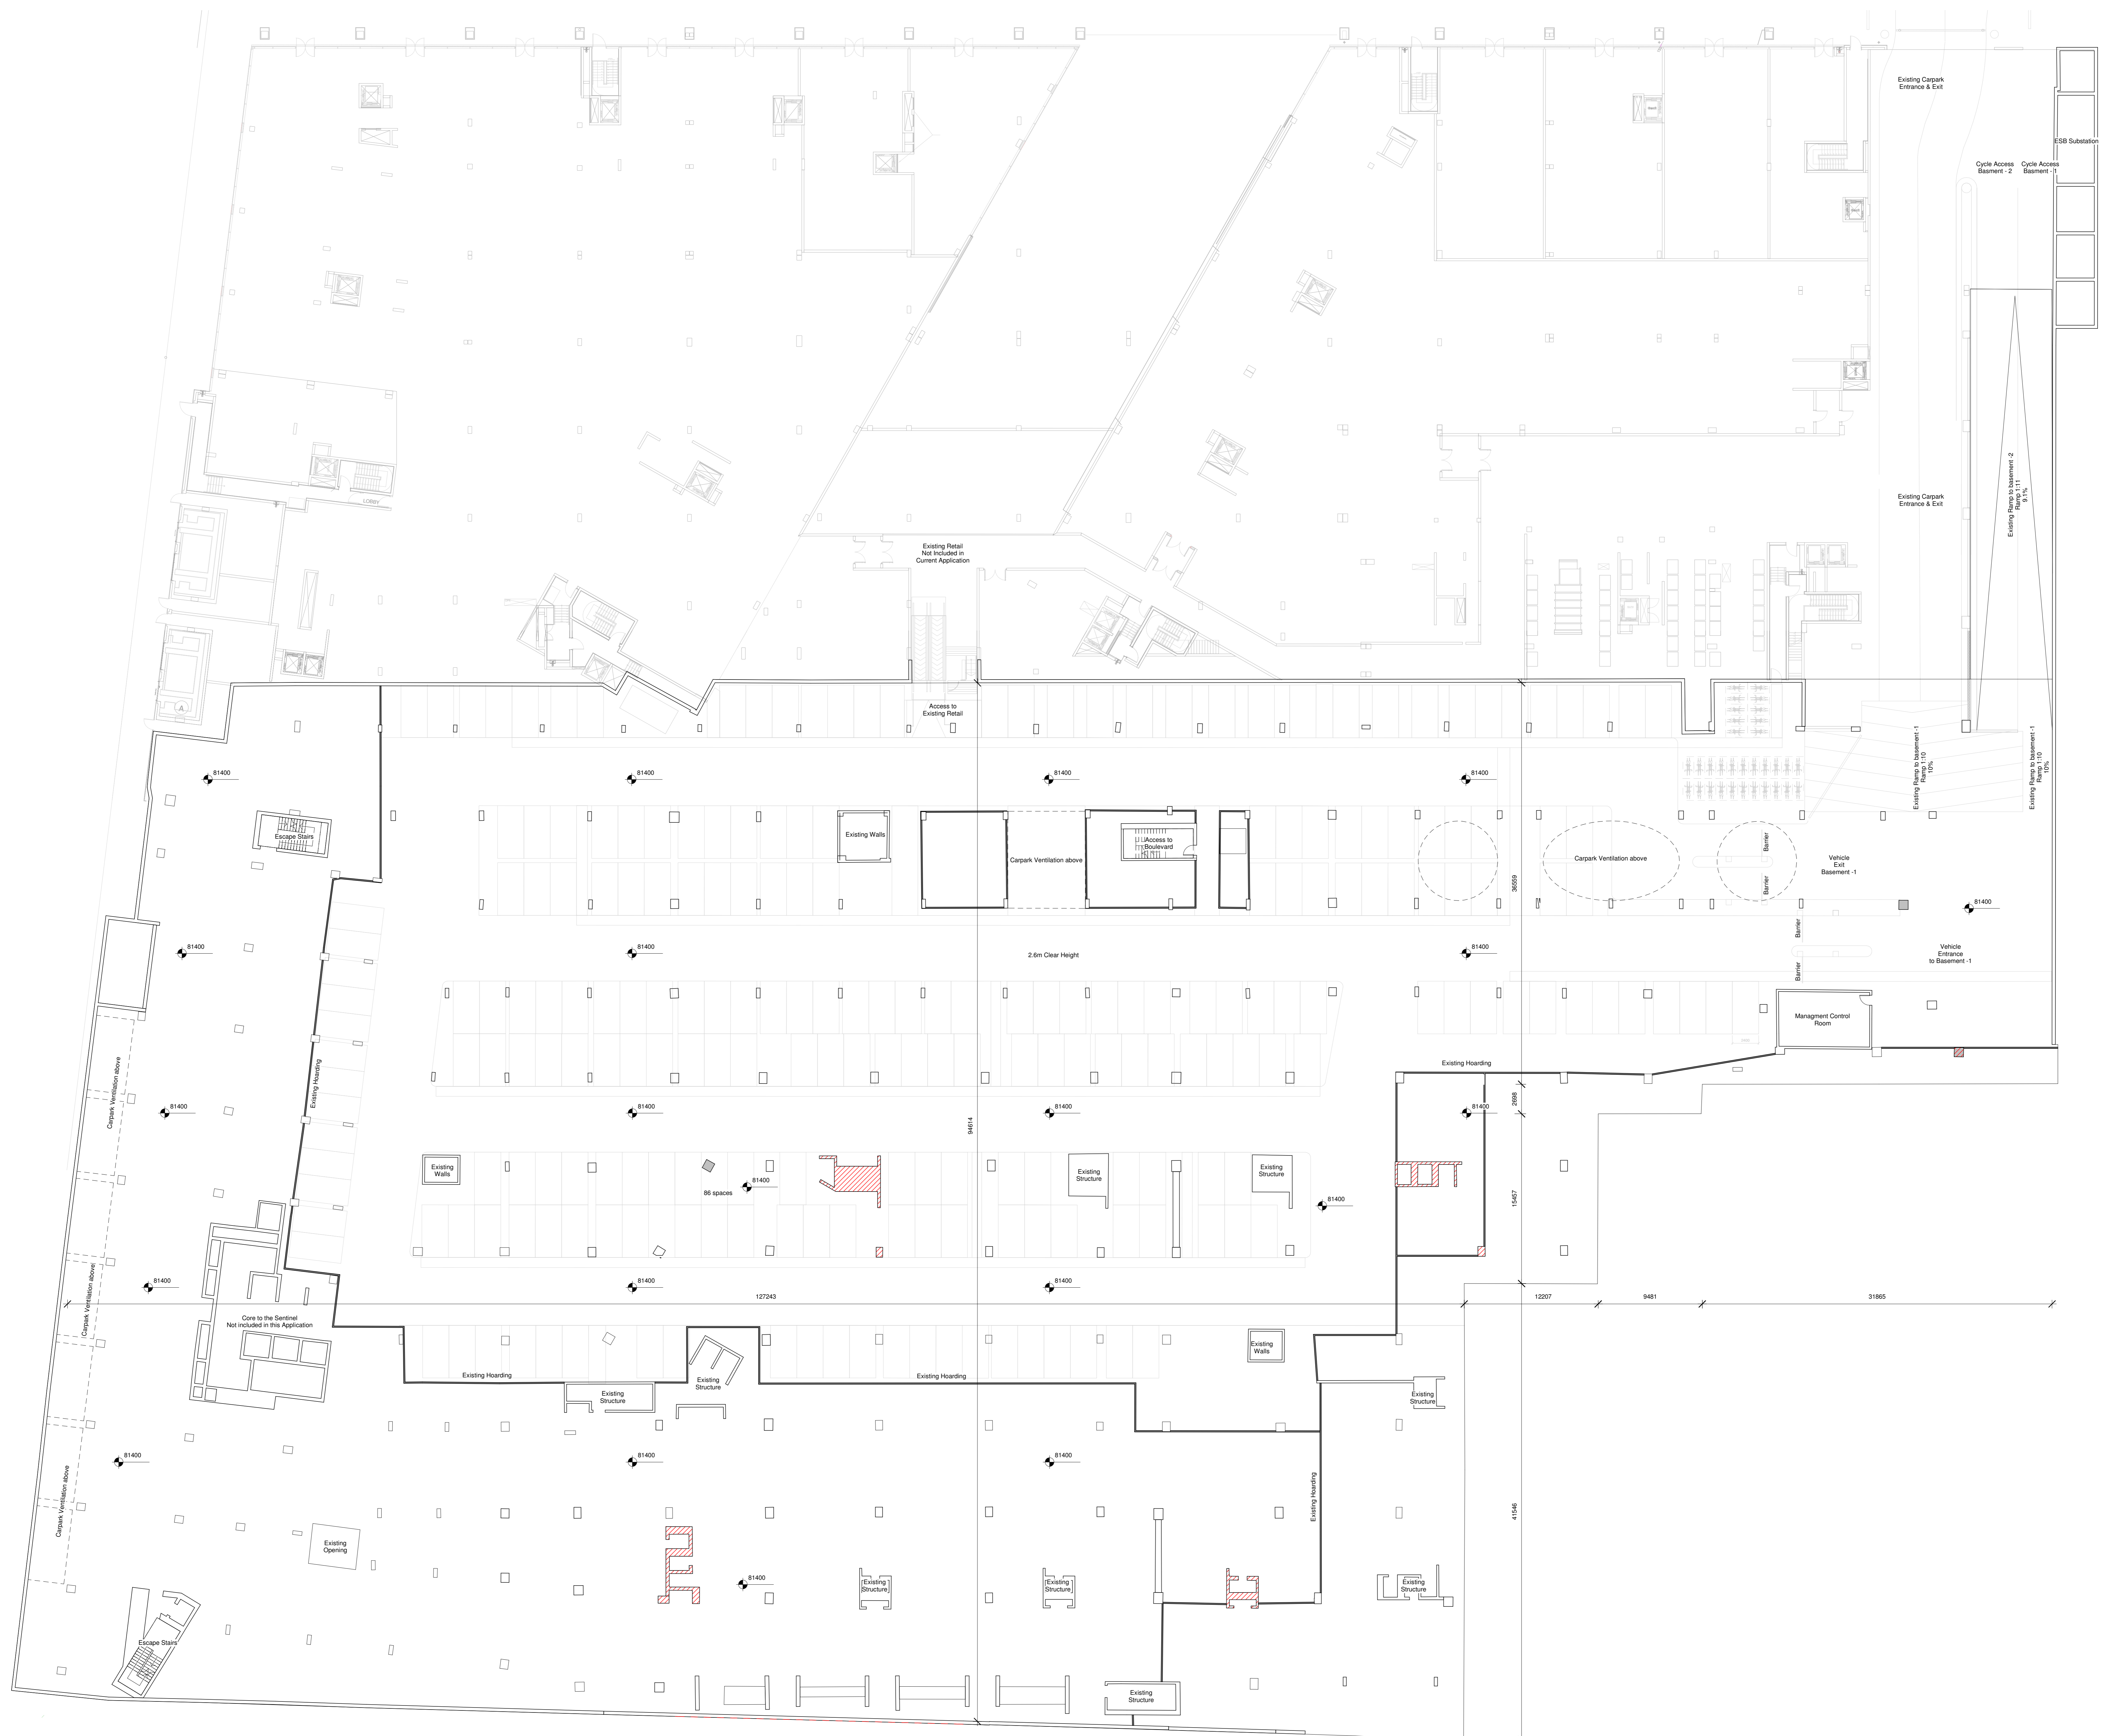 Existing Carpark
Entrance & Exit
ESB Substation
Cycle Access
Basment - 2
Cycle Access
Basment - 1
LOBBY
Existing Ramp to basement -2
Ramp 1:11
9.1%
Existing Carpark
Entrance & Exit
Existing Retail
Not Included in
Current Application
A
Access to
Existing Retail
Existing Ramp to basement -1
Ramp 1:10
10%
Existing Ramp to basement -1
Ramp 1:10
10%
81400
81400
81400
81400
Escape Stairs
Existing Walls
Carpark Ventilation above
Access to
Boulevard
Carpark Ventilation above
Barrier
Barrier
Vehicle
Exit
Basement -1
36559
81400
81400
81400
81400
2.6m Clear Height
Barrier
Barrier
Vehicle
Entrance
to Basement -1
Managment Control
Room
Existing Hoarding
Existing Hoarding
Carpark Ventilation above
81400
81400
81400
81400
2698
94614
Existing
Walls
86 spaces
81400
Existing
Structure
Existing
Structure
81400
15457
81400
81400
81400
Carpark Ventilation above
127243
12207
9481
31865
Core to the Sentinel
Not included in this Application
Existing
Walls
Existing Hoarding
Existing
Structure
Existing Hoarding
Existing
Structure
Existing
Structure
81400
81400
81400
Carpark Ventilation above
Existing Hoarding
41546
Existing
Opening
81400
Existing
Structure
Existing
Structure
Existing
Structure
Escape Stairs
Existing
Structure